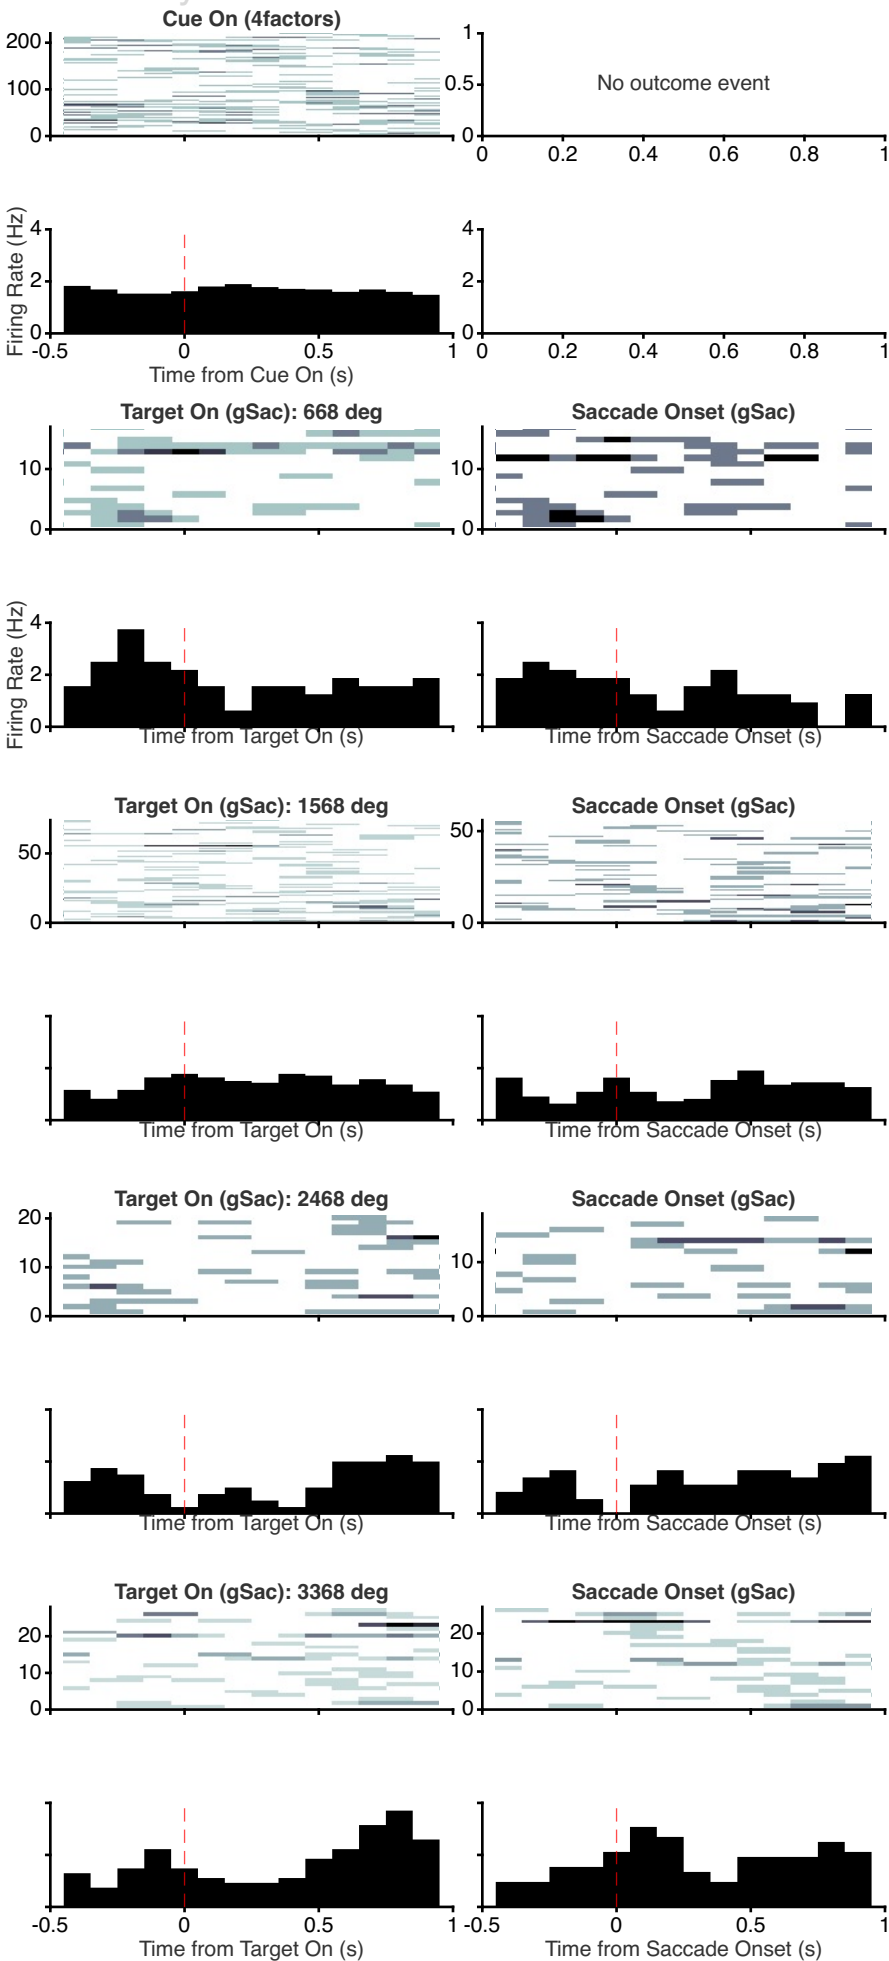 Cue On (4factors)
200
100
0
1
0.5
0
No outcome event
0 0.2 0.4 0.6 0.8 1
Firing Rate (Hz)
4
2
0
-0.5 0 0.5 1
Time from Cue On (s)
4
2
0
0 0.2 0.4 0.6 0.8 1
Target On (gSac): 668 deg
10
0
Saccade Onset (gSac)
10
0
Firing Rate (Hz)
4
2
0
Time from Target On (s)
Time from Saccade Onset (s)
Target On (gSac): 1568 deg
50
0
Saccade Onset (gSac)
50
0
Time from Target On (s)
Time from Saccade Onset (s)
Target On (gSac): 2468 deg
20
10
0
Saccade Onset (gSac)
10
0
Time from Target On (s)
Time from Saccade Onset (s)
Target On (gSac): 3368 deg
20
10
0
Saccade Onset (gSac)
20
10
0
-0.5 0 0.5 1
Time from Target On (s)
-0.5 0 0.5 1
Time from Saccade Onset (s)